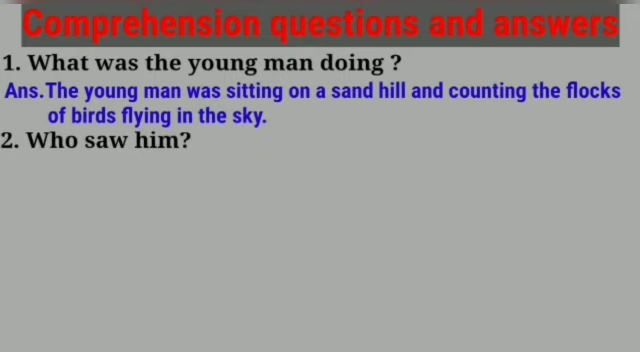 Comprehension questions and answers
1. What was the young man doing ?
Ans.The young man was sitting on a sand hill and counting the flocks
of birds flying in the sky.
2. Who saw him?